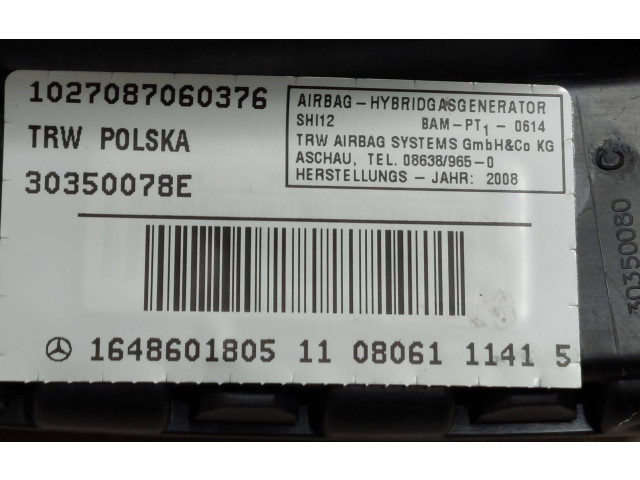 1027087060376
TRW POLSKA
30350078E
AIRBAG - HYBRIDGASGENERATOR
SHI12 BAM-PT1 - 0614
TRW AIRBAG SYSTEMS GmbH&Co KG
ASCHAU, TEL. 08638/965-0
HERSTELLUNGS - JAHR: 2008
1648601805 11 08061 1141 5
C
30350080